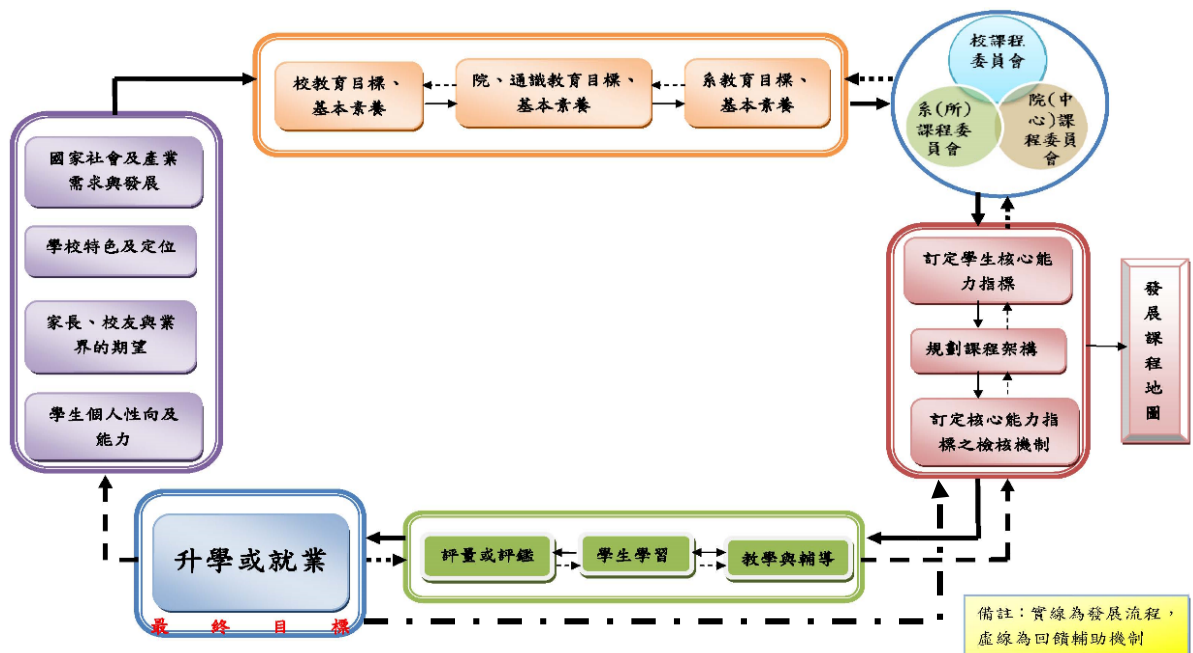 校教育目標、
基本素養
院、通識教育目標、
基本素養
系教育目標、
基本素養
校課程
委員會
系(所)
課程委
員會
院(中
心)課
程委員
會
國家社會及產業
需求與發展
學校特色及定位
家長、校友與業
界的期望
學生個人性向及
能力
訂定學生核心能
力指標
規劃課程架構
訂定核心能力指
標之檢核機制
發
展
課
程
地
圖
升學或就業
最終目標
評量或評鑑
學生學習
教學與輔導
備註：實線為發展流程，
虛線為回饋輔助機制